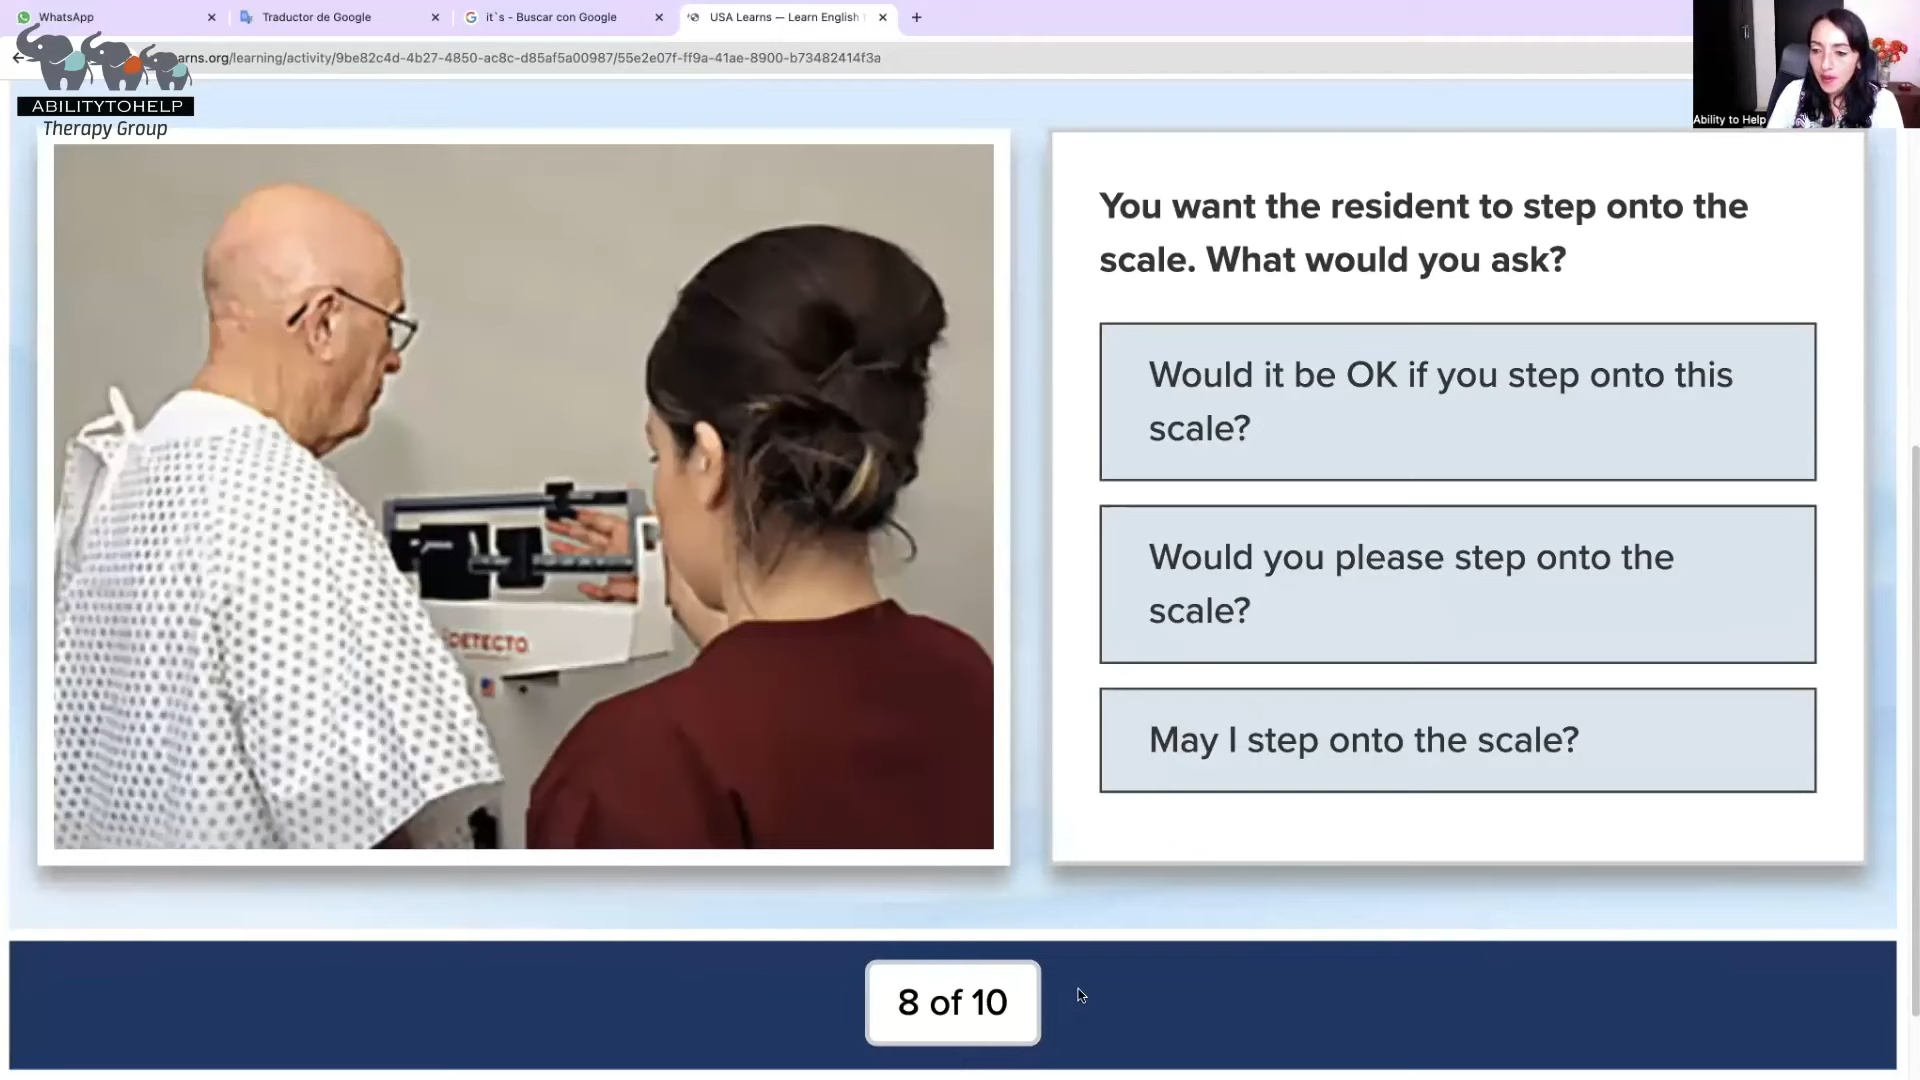 WhatsApp
Traductor de Google
it`s - Buscar con Google
USA Learns — Learn English
arns.org/learning/activity/9be82c4d-4b27-4850-ac8c-d85af5a00987/55e2e07f-ff9a-41ae-8900-b73482414f3a
ABILITYTOHELP
Therapy Group
Ability to Help
DETECTO
You want the resident to step onto the
scale. What would you ask?
Would it be OK if you step onto this
scale?
Would you please step onto the
scale?
May I step onto the scale?
8 of 10